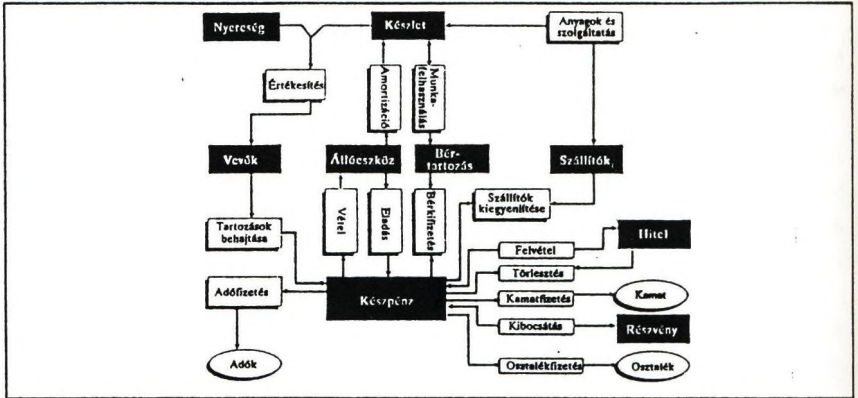 Nyereség
Készlet
Anyagok és
szolgáltatás
Értékesítés
Amortizáció
Munka-
felhasználás
Vevők
Állóeszköz
Bér-
tartozás
Szállítók,
Vétel
Eladás
Bérkifizetés
Szállítók
kiegyenlítése
Tartozások
behajtása
Felvétel
Hitel
Törlesztés
Adófizetés
Készpénz
Kamatfizetés
Kamat
Kibocsátás
Részvény
Adók
Osztalékfizetés
Osztalék